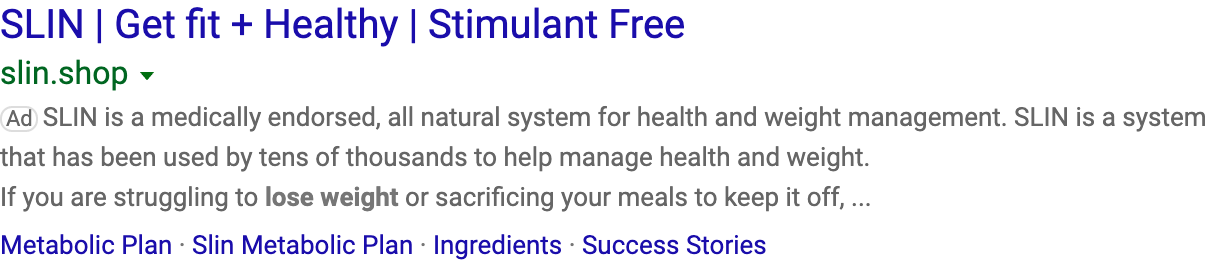 SLIN | Get fit + Healthy | Stimulant Free
slin.shop
Ad SLIN is a medically endorsed, all natural system for health and weight management. SLIN is a system
that has been used by tens of thousands to help manage health and weight.
If you are struggling to lose weight or sacrificing your meals to keep it off, ...
Metabolic Plan · Slin Metabolic Plan · Ingredients · Success Stories